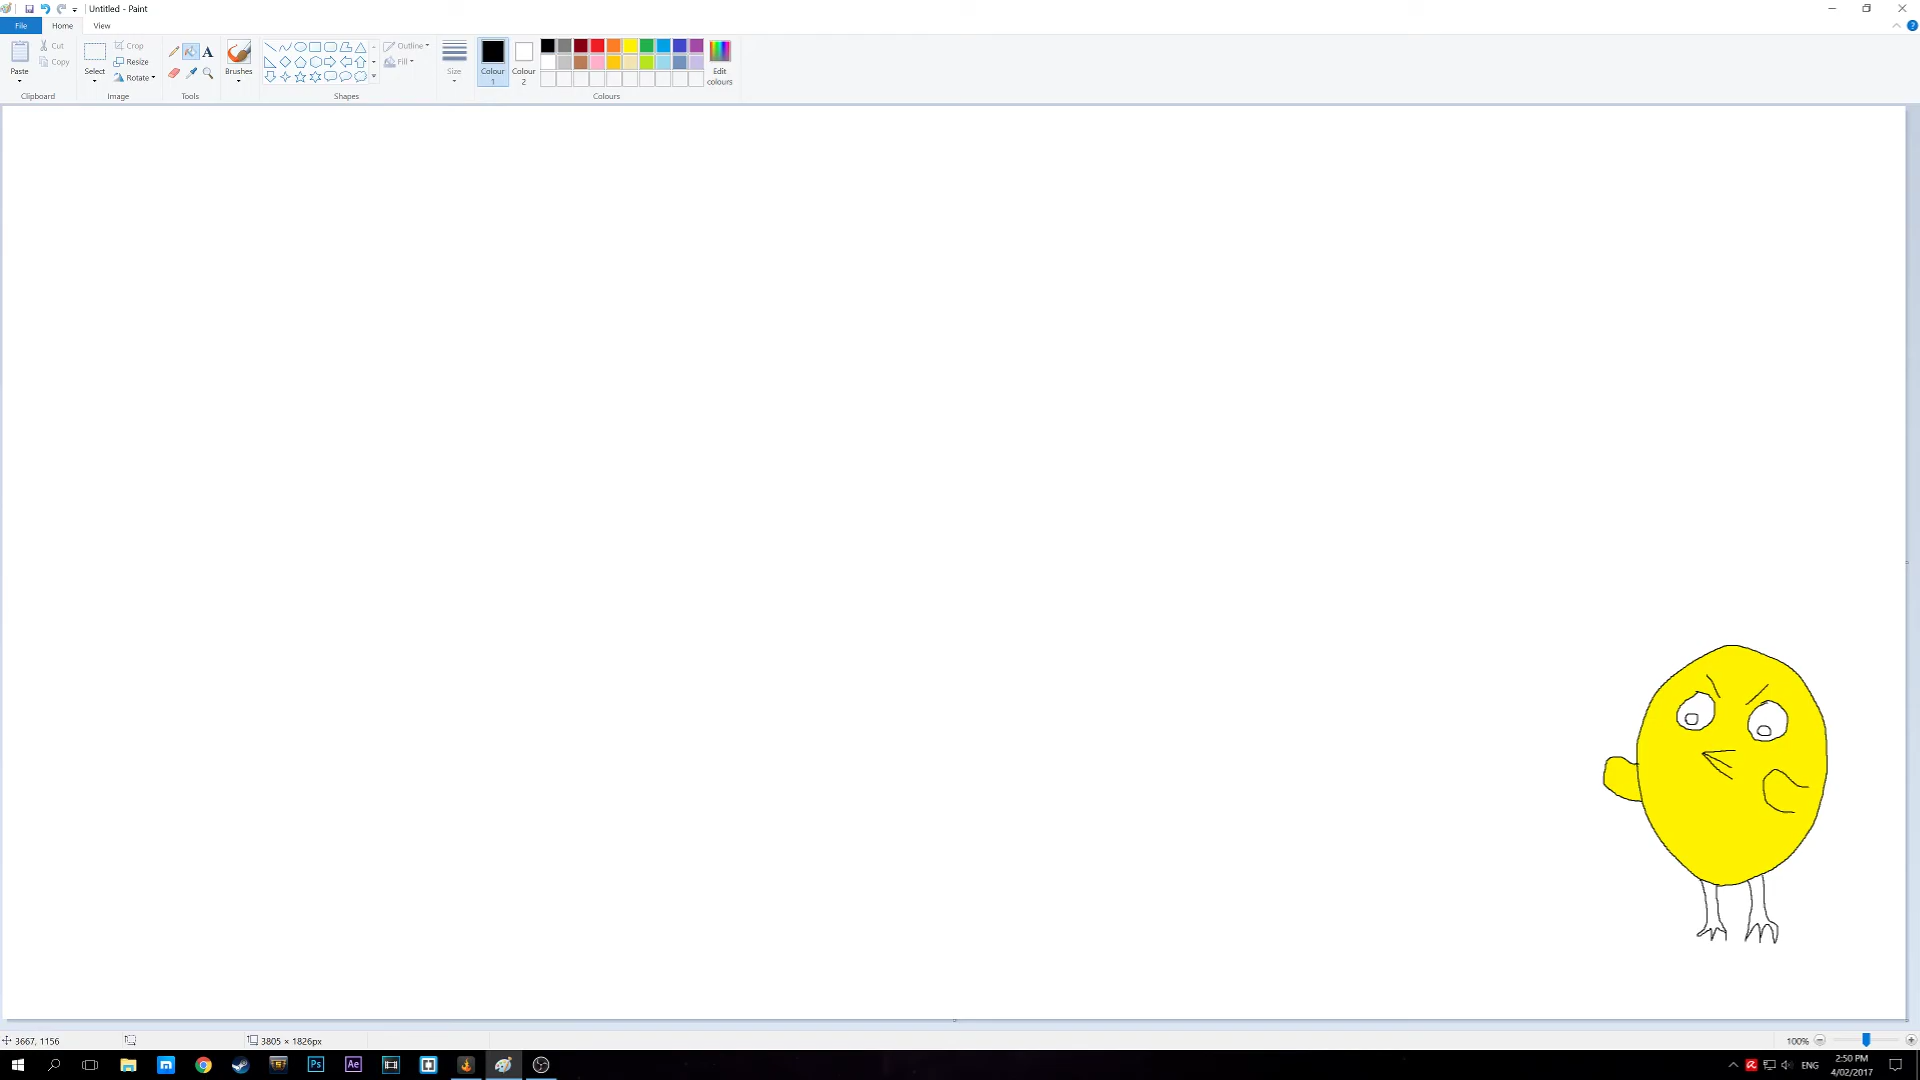 Untitled - Paint
File Home View
Cut
Copy
Paste
Clipboard
Crop
Resize
Rotate
Select
Image
A
Tools
Brushes
Outline
Fill
Shapes
Size
Colour 1
Colour 2
Edit colours
Colours
3667, 1156
3805 × 1826px
100%
Ps
Ae
ENG
2:50 PM
4/02/2017